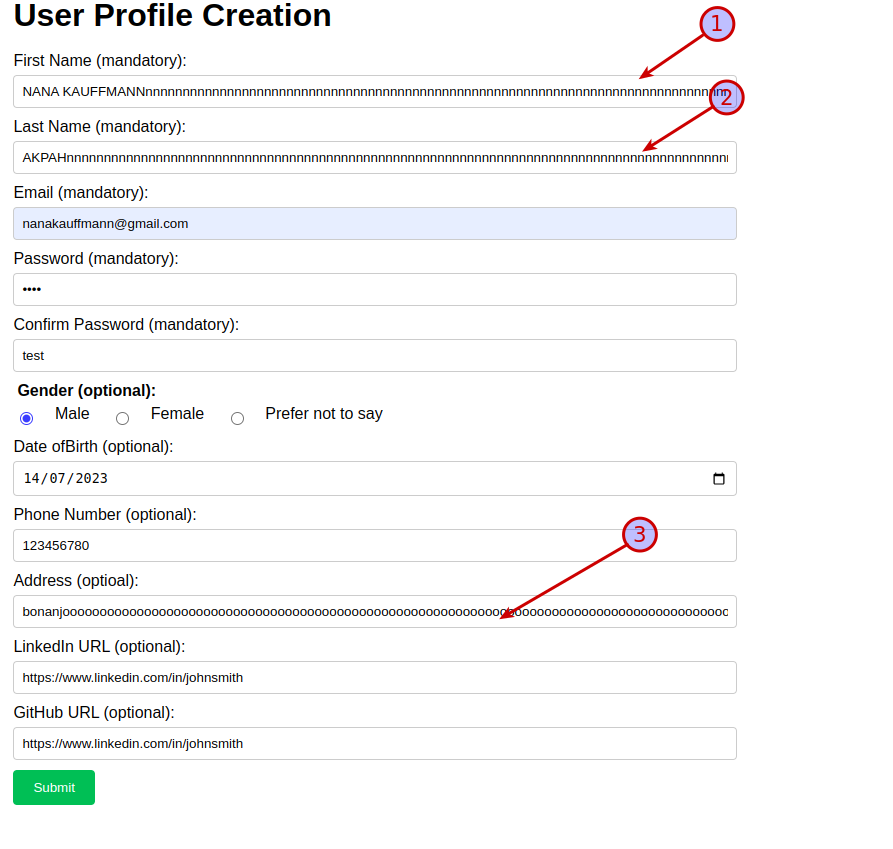 User Profile Creation
1
First Name (mandatory):
NANA KAUFFMANNnnnnnnnnnnnnnnnnnnnnnnnnnnnnnnnnnnnnnnnnnnnnnnnnnnnnnnnnnnnnnnnnnnnnnnnnnnnnnnn
2
Last Name (mandatory):
AKPAHnnnnnnnnnnnnnnnnnnnnnnnnnnnnnnnnnnnnnnnnnnnnnnnnnnnnnnnnnnnnnnnnnnnnnnnnnnnnnnnnnnnnnnnnn
Email (mandatory):
nanakauffmann@gmail.com
Password (mandatory):
••••
Confirm Password (mandatory):
test
Gender (optional):
Male Female Prefer not to say
Date ofBirth (optional):
14/07/2023
Phone Number (optional):
123456780
3
Address (optioal):
bonanjooooooooooooooooooooooooooooooooooooooooooooooooooooooooooooooooooooooooooooooooooooooooo
LinkedIn URL (optional):
https://www.linkedin.com/in/johnsmith
GitHub URL (optional):
https://www.linkedin.com/in/johnsmith
Submit